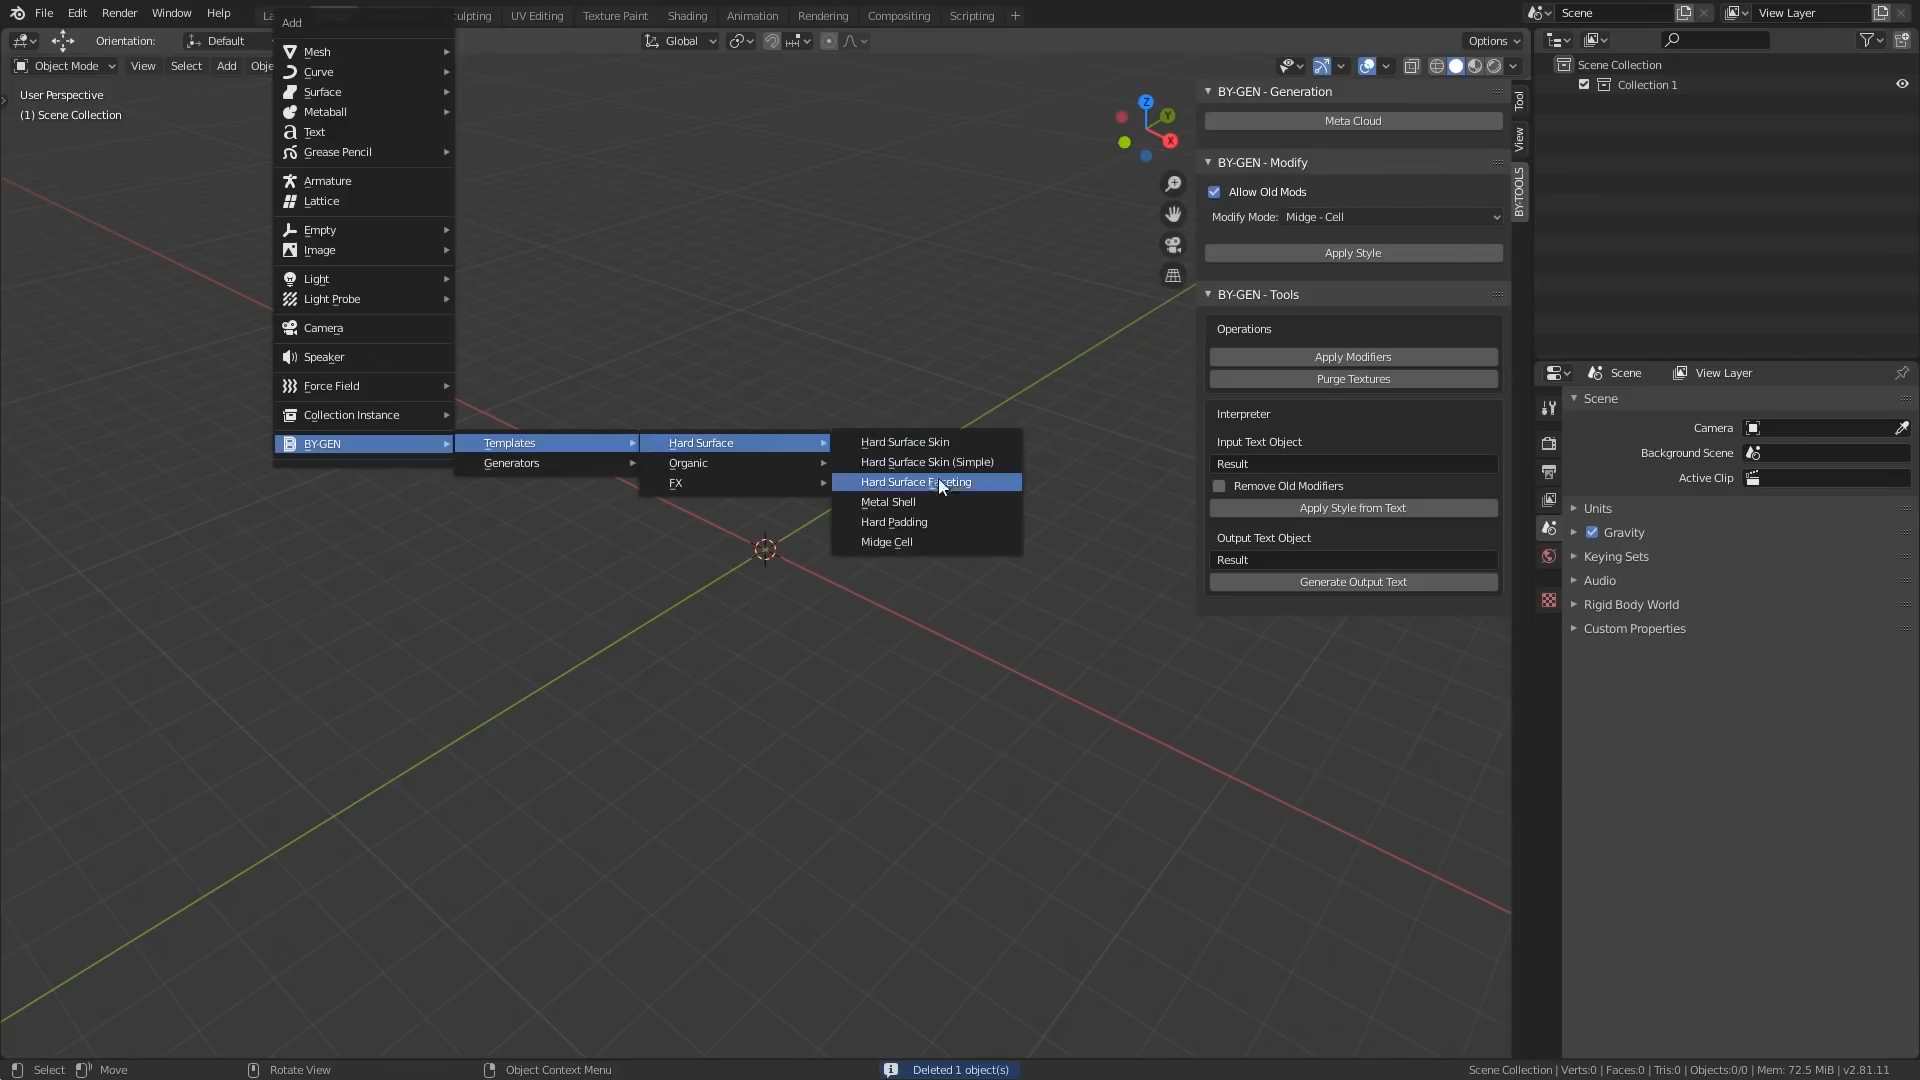 File Edit Render Window Help
La
culpting UV Editing Texture Paint Shading Animation Rendering Compositing Scripting +
Scene
View Layer
Orientation: Default
Global
Options
Object Mode View Select Add Obje
User Perspective
(1) Scene Collection
Add
Mesh
Curve
Surface
Metaball
Text
Grease Pencil
Armature
Lattice
Empty
Image
Light
Light Probe
Camera
Speaker
Force Field
Collection Instance
BY-GEN
Templates
Generators
Hard Surface
Organic
FX
Hard Surface Skin
Hard Surface Skin (Simple)
Hard Surface Faceting
Metal Shell
Hard Padding
Midge Cell
Z
Y
X
BY-GEN - Generation
Meta Cloud
BY-GEN - Modify
Allow Old Mods
Modify Mode: Midge - Cell
Apply Style
BY-GEN - Tools
Operations
Apply Modifiers
Purge Textures
Interpreter
Input Text Object
Result
Remove Old Modifiers
Apply Style from Text
Output Text Object
Result
Generate Output Text
Tool
View
BY-TOOLS
Scene Collection
Collection 1
Scene
View Layer
Scene
Camera
Background Scene
Active Clip
Units
Gravity
Keying Sets
Audio
Rigid Body World
Custom Properties
Select Move Rotate View Object Context Menu
Deleted 1 object(s)
Scene Collection | Verts:0 | Faces:0 | Tris:0 | Objects:0/0 | Mem: 72.5 MiB | v2.81.11